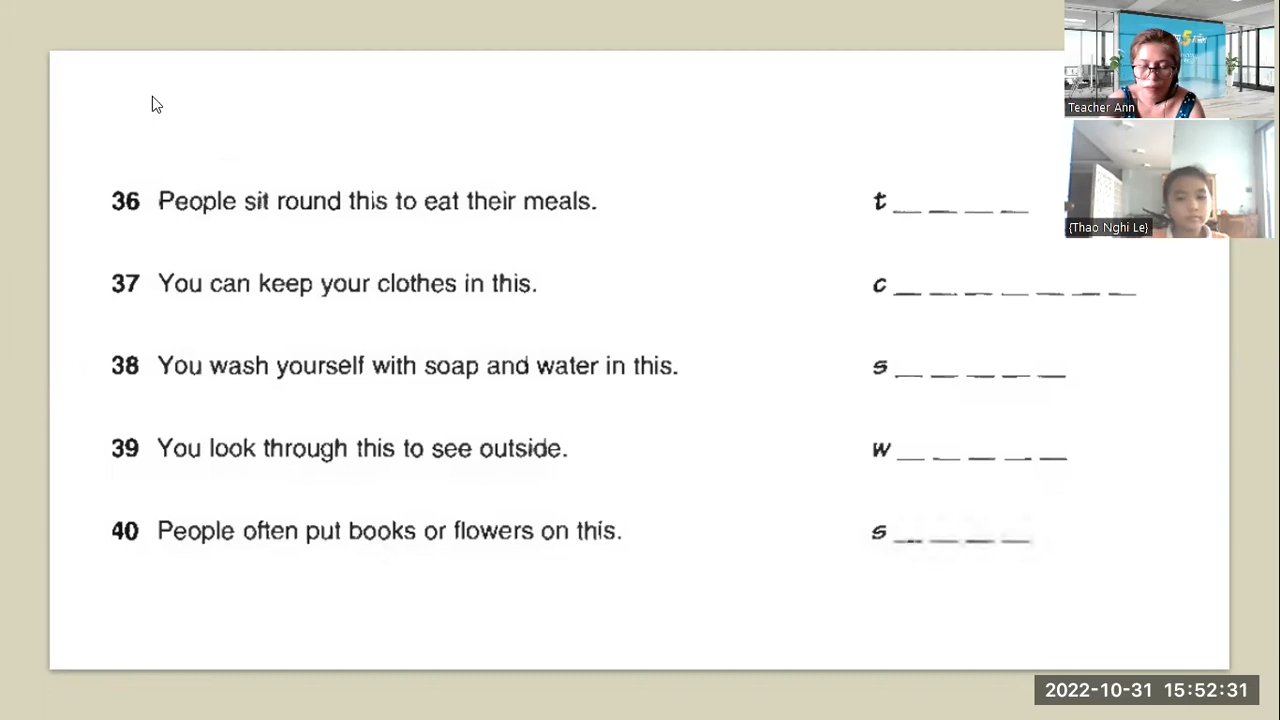 Teacher Ann
{Thao Nghi Le}
36 People sit round this to eat their meals. t _ _ _ _
37 You can keep your clothes in this. c _ _ _ _ _ _ _
38 You wash yourself with soap and water in this. s _ _ _ _ _
39 You look through this to see outside. w _ _ _ _ _
40 People often put books or flowers on this. s _ _ _ _
2022-10-31 15:52:31